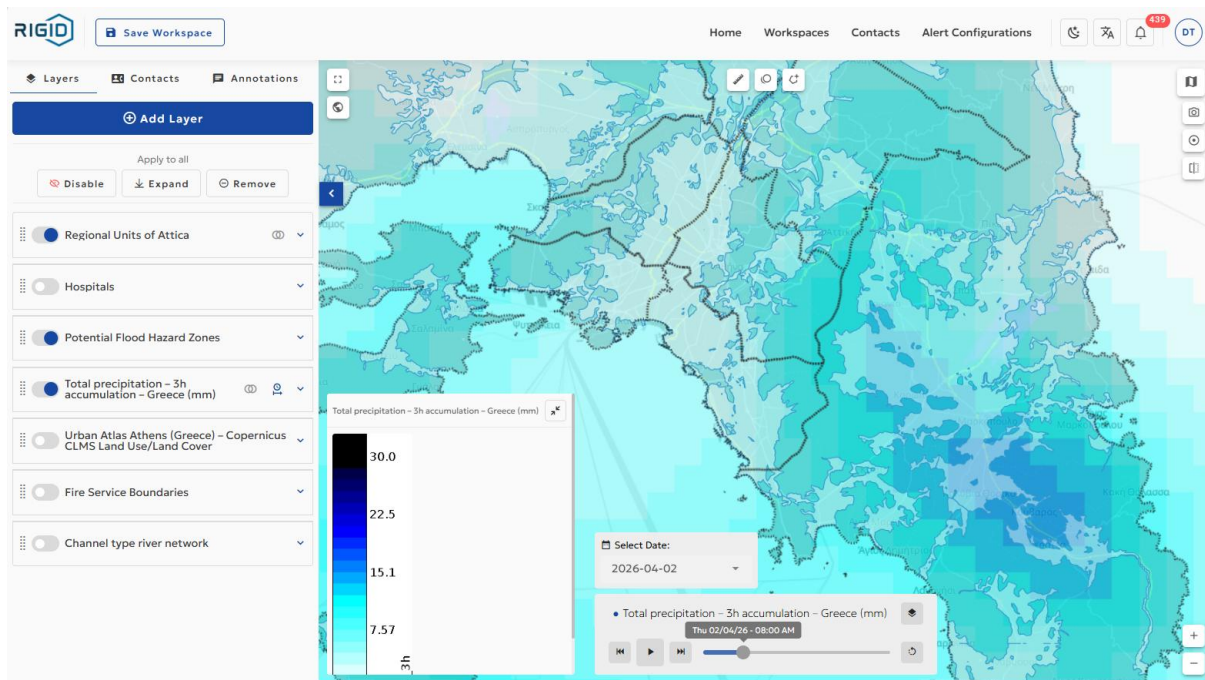 RIGID
Save Workspace
Home
Workspaces
Contacts
Alert Configurations
439
DT
Layers
Contacts
Annotations
Add Layer
Apply to all
Disable
Expand
Remove
Regional Units of Attica
Hospitals
Potential Flood Hazard Zones
Total precipitation – 3h
accumulation – Greece (mm)
Urban Atlas Athens (Greece) – Copernicus
CLMS Land Use/Land Cover
Fire Service Boundaries
Channel type river network
Total precipitation – 3h accumulation – Greece (mm)
30.0
22.5
15.1
7.57
_3h
Select Date:
2026-04-02
Total precipitation – 3h accumulation – Greece (mm)
Thu 02/04/26 - 08:00 AM